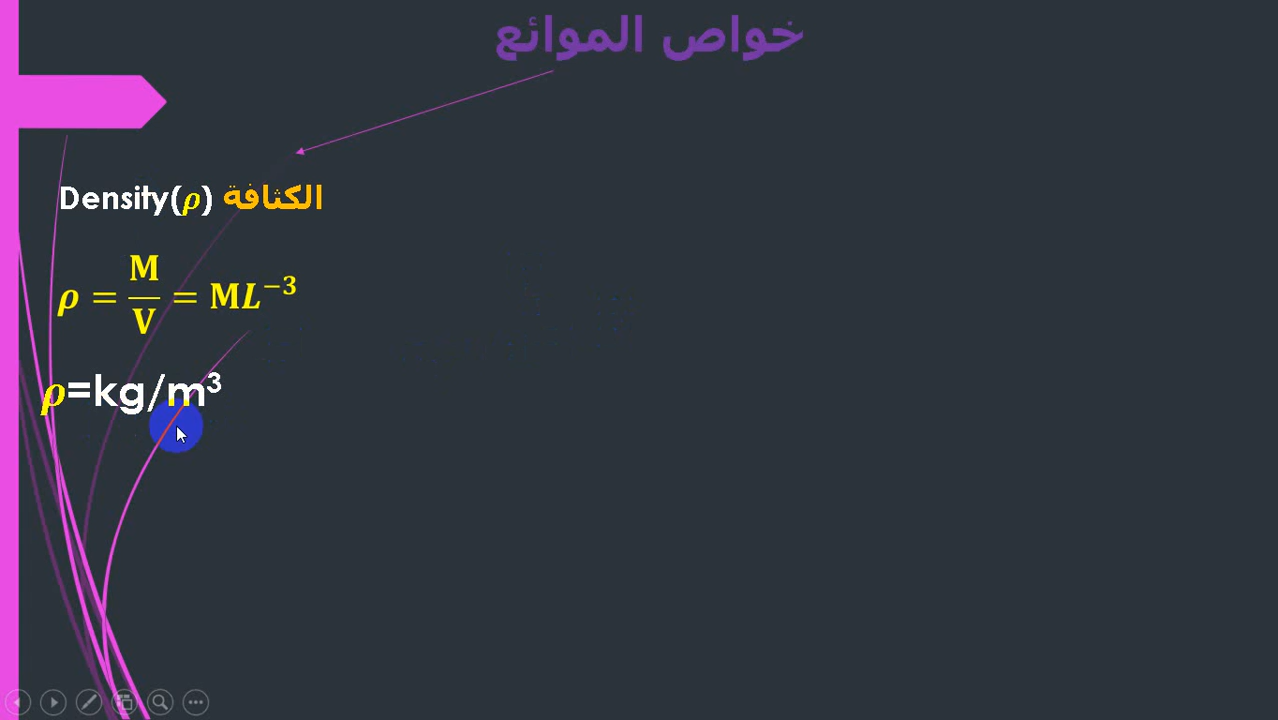 خواص الموائع
Density(ρ) الكثافة
ρ = M/V = ML⁻³
ρ=kg/m³